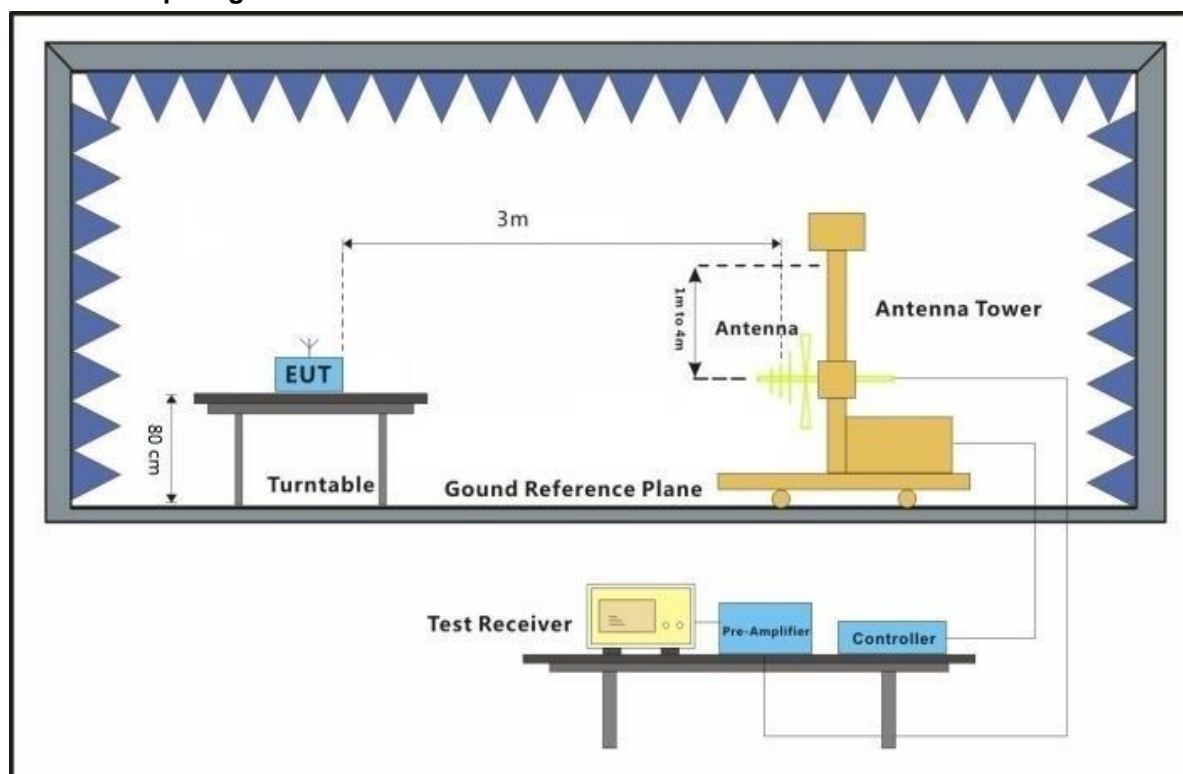 3m
1m to 4m
Antenna
Antenna Tower
EUT
80 cm
Turntable
Gound Reference Plane
Test Receiver
Pre-Amplifier
Controller